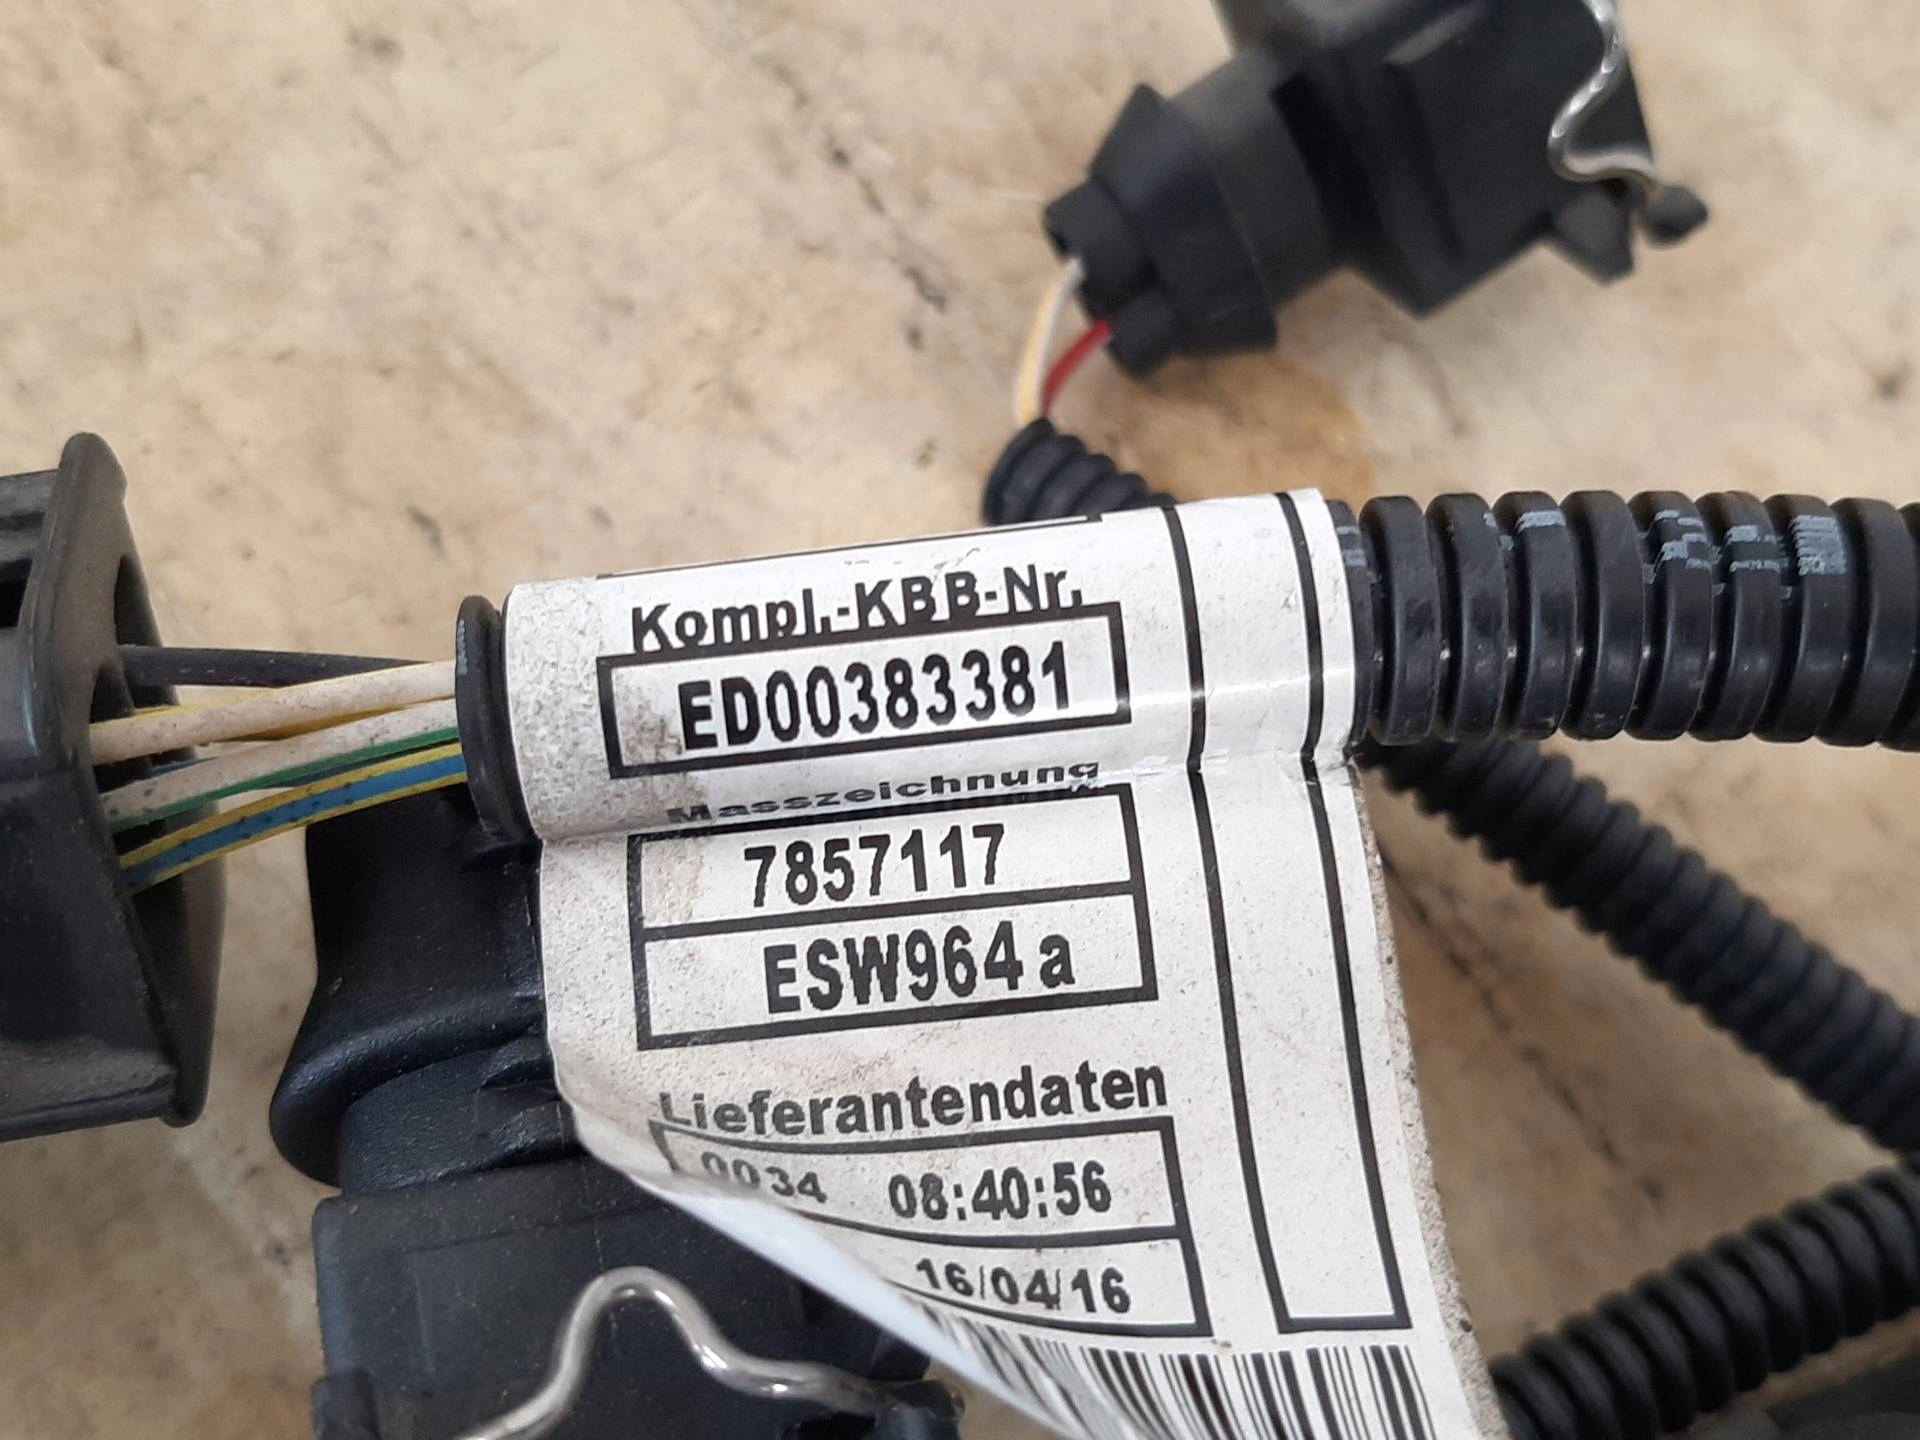 Kompl.-KBB-Nr.
ED00383381
Masszeichnung
7857117
ESW964 a
Lieferantendaten
0034 08:40:56
16/04/16